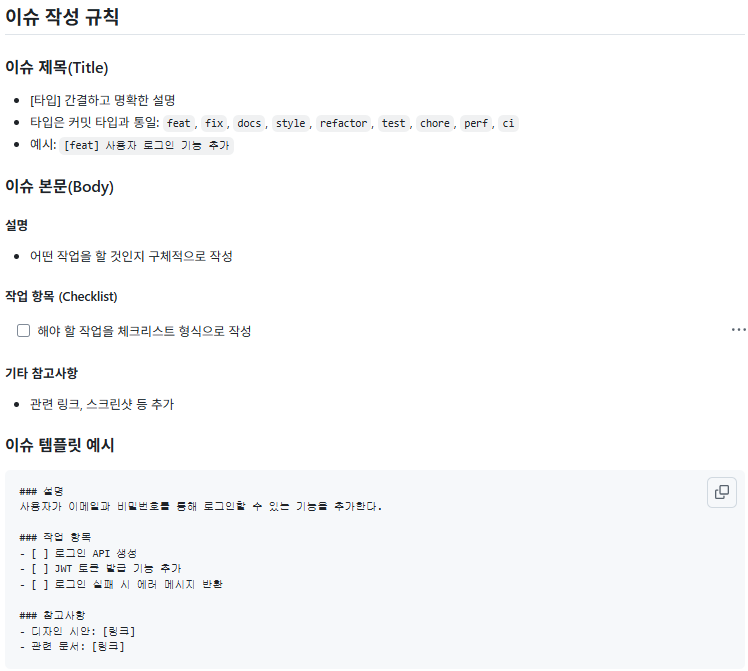 이슈 작성 규칙
이슈 제목(Title)
[타입] 간결하고 명확한 설명
타입은 커밋 타입과 통일: feat, fix, docs, style, refactor, test, chore, perf, ci
예시: [feat] 사용자 로그인 기능 추가
이슈 본문(Body)
설명
어떤 작업을 할 것인지 구체적으로 작성
작업 항목 (Checklist)
해야 할 작업을 체크리스트 형식으로 작성
기타 참고사항
관련 링크, 스크린샷 등 추가
이슈 템플릿 예시
### 설명
사용자가 이메일과 비밀번호를 통해 로그인할 수 있는 기능을 추가한다.
### 작업 항목
- [ ] 로그인 API 생성
- [ ] JWT 토큰 발급 기능 추가
- [ ] 로그인 실패 시 에러 메시지 반환
### 참고사항
- 디자인 시안: [링크]
- 관련 문서: [링크]